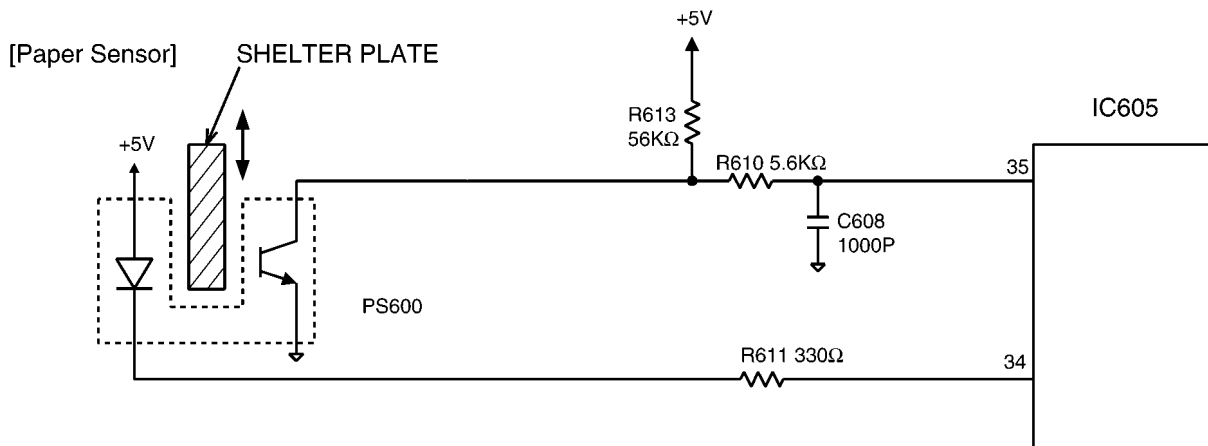 +5V
[Paper Sensor]
SHELTER PLATE
R613
56KΩ
IC605
+5V
R610 5.6KΩ
35
C608
1000P
PS600
R611 330Ω
34